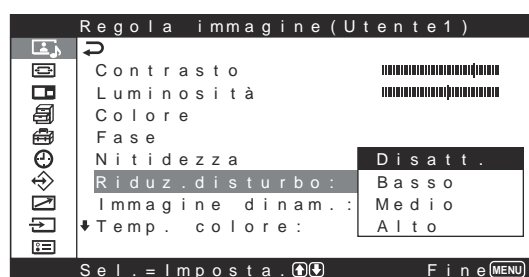 Regola immagine(Utente1)
Contrasto
Luminosità
Colore
Fase
Nitidezza
Disatt.
Riduz.disturbo:
Basso
Immagine dinam.:
Medio
Temp. colore:
Alto
Sel.=Imposta.
Fine MENU